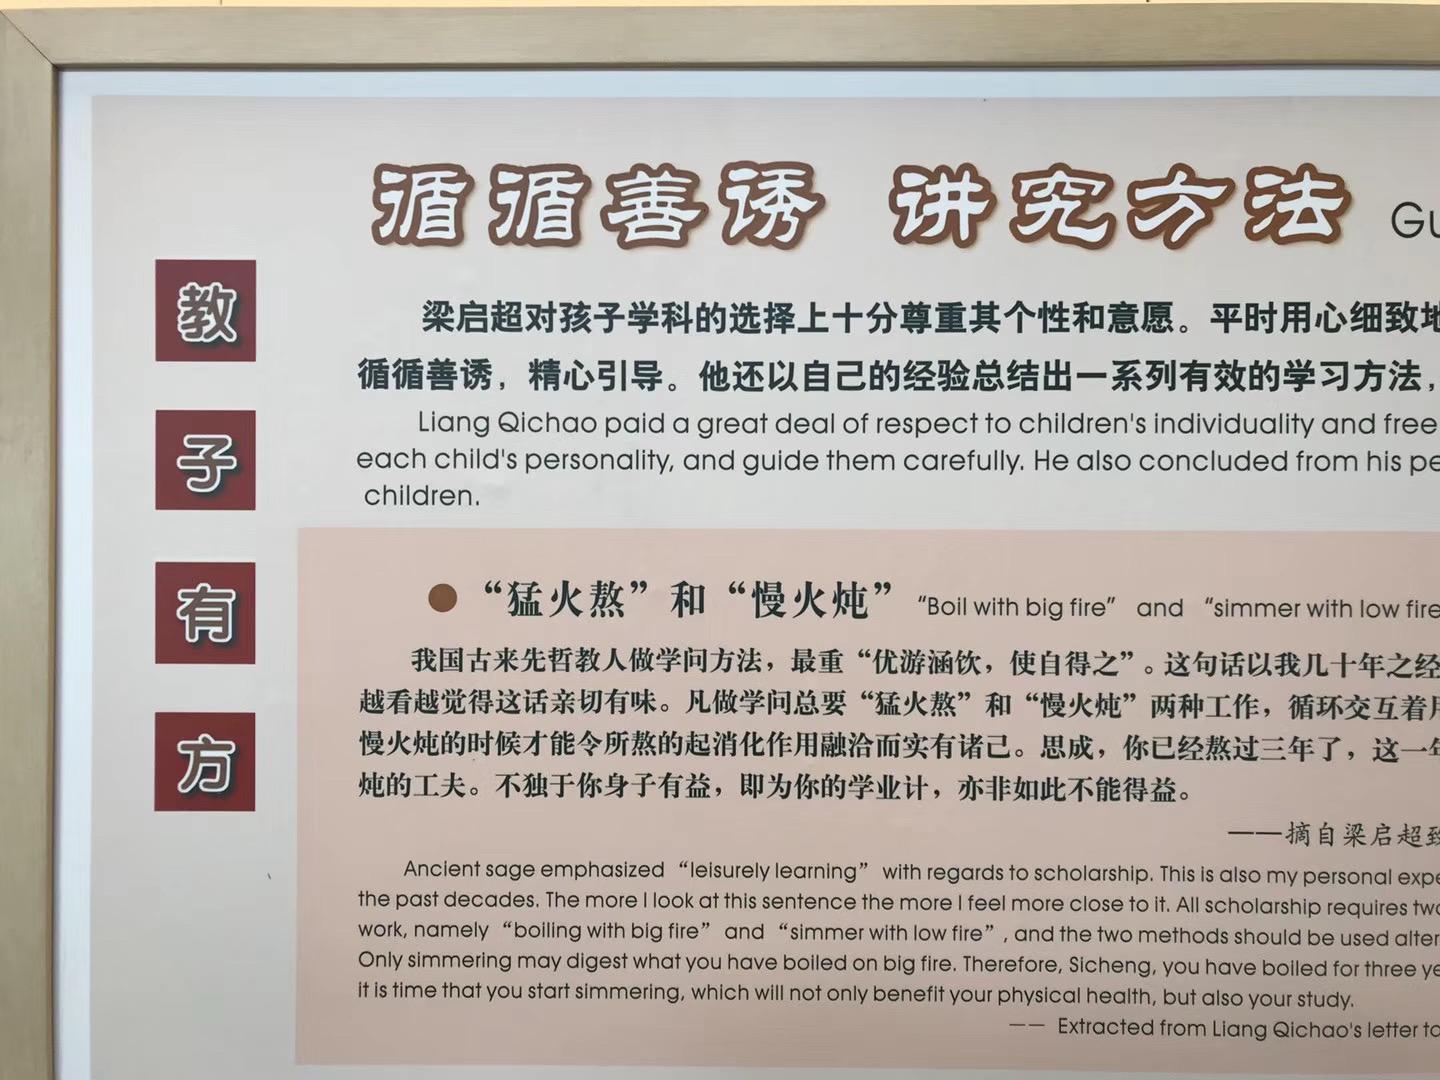 循循善诱 讲究方法 Gu
教
子
有
方
梁启超对孩子学科的选择上十分尊重其个性和意愿。平时用心细致地
循循善诱，精心引导。他还以自己的经验总结出一系列有效的学习方法，
Liang Qichao paid a great deal of respect to children's individuality and free
each child's personality, and guide them carefully. He also concluded from his pe
children.
“猛火熬”和“慢火炖” “Boil with big fire” and “simmer with low fire
我国古来先哲教人做学问方法，最重“优游涵饮，使自得之”。这句话以我几十年之经
越看越觉得这话亲切有味。凡做学问总要“猛火熬”和“慢火炖”两种工作，循环交互着用
慢火炖的时候才能令所熬的起消化作用融洽而实有诸己。思成，你已经熬过三年了，这一年
炖的工夫。不独于你身子有益，即为你的学业计，亦非如此不能得益。
——摘自梁启超致
Ancient sage emphasized “leisurely learning” with regards to scholarship. This is also my personal expe
the past decades. The more I look at this sentence the more I feel more close to it. All scholarship requires two
work, namely “boiling with big fire” and “simmer with low fire”, and the two methods should be used alter
Only simmering may digest what you have boiled on big fire. Therefore, Sicheng, you have boiled for three ye
it is time that you start simmering, which will not only benefit your physical health, but also your study.
—— Extracted from Liang Qichao's letter to